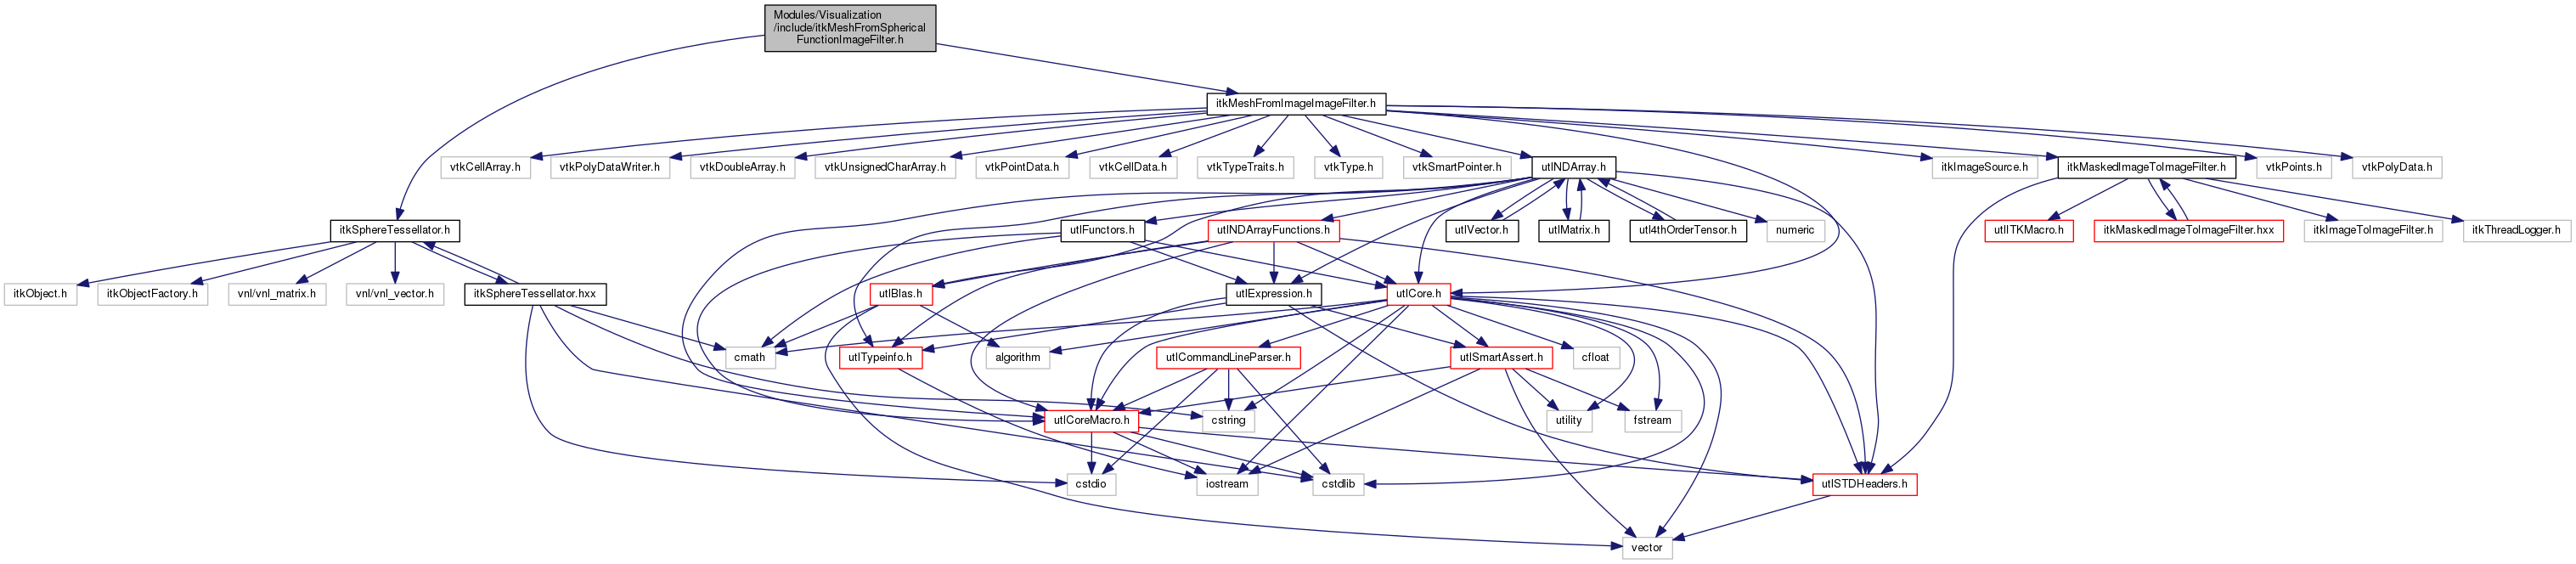 Modules/Visualization
/include/itkMeshFromSpherical
FunctionImageFilter.h
itkMeshFromImageImageFilter.h
vtkCellArray.h
vtkPolyDataWriter.h
vtkDoubleArray.h
vtkUnsignedCharArray.h
vtkPointData.h
vtkCellData.h
vtkTypeTraits.h
vtkType.h
vtkSmartPointer.h
utlNDArray.h
itkImageSource.h
itkMaskedImageToImageFilter.h
vtkPoints.h
vtkPolyData.h
itkSphereTessellator.h
utlFunctors.h
utlNDArrayFunctions.h
utlVector.h
utlMatrix.h
utl4thOrderTensor.h
numeric
utlITKMacro.h
itkMaskedImageToImageFilter.hxx
itkImageToImageFilter.h
itkThreadLogger.h
itkObject.h
itkObjectFactory.h
vnl/vnl_matrix.h
vnl/vnl_vector.h
itkSphereTessellator.hxx
utlBlas.h
utlExpression.h
utlCore.h
cmath
utlTypeinfo.h
algorithm
utlCommandLineParser.h
utlSmartAssert.h
cfloat
utlCoreMacro.h
cstring
utility
fstream
cstdio
iostream
cstdlib
utlSTDHeaders.h
vector